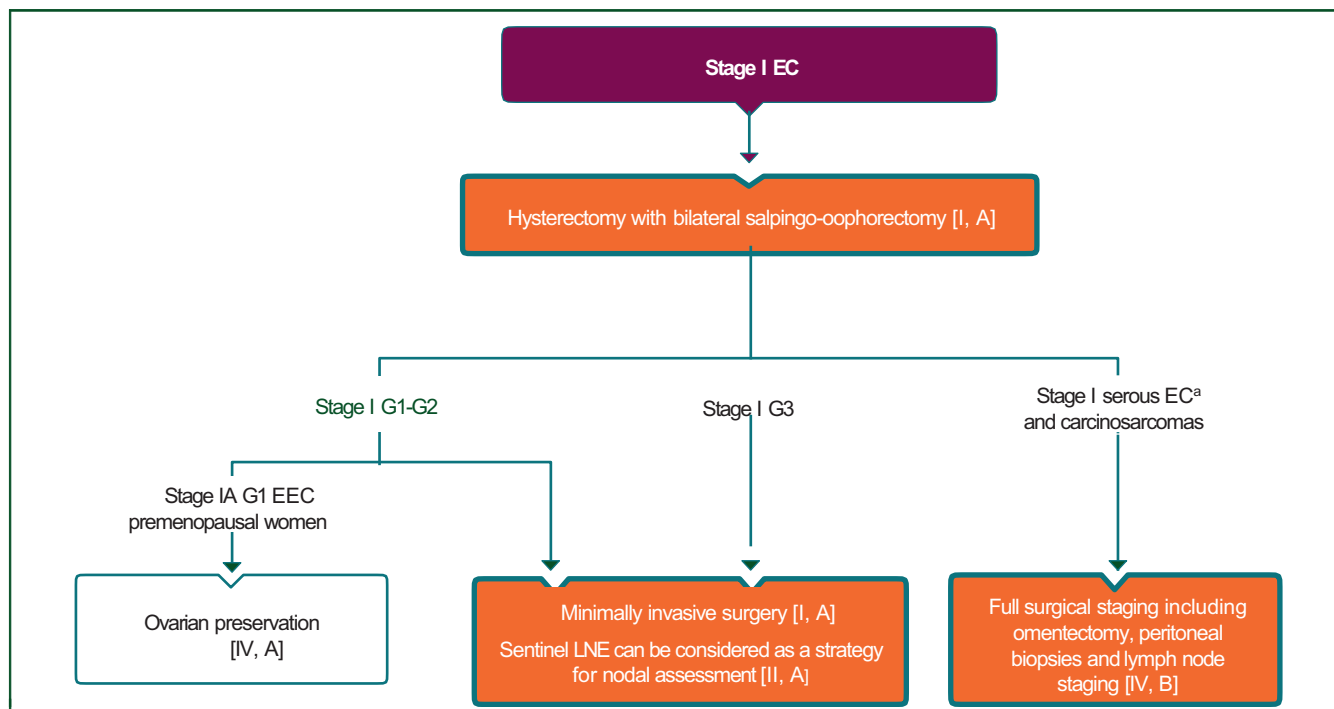 Stage I EC
Hysterectomy with bilateral salpingo-oophorectomy [I, A]
Stage I G1-G2
Stage I G3
Stage I serous ECᵃ
and carcinosarcomas
Stage IA G1 EEC
premenopausal women
Ovarian preservation
[IV, A]
Minimally invasive surgery [I, A]
Sentinel LNE can be considered as a strategy
for nodal assessment [II, A]
Full surgical staging including
omentectomy, peritoneal
biopsies and lymph node
staging [IV, B]